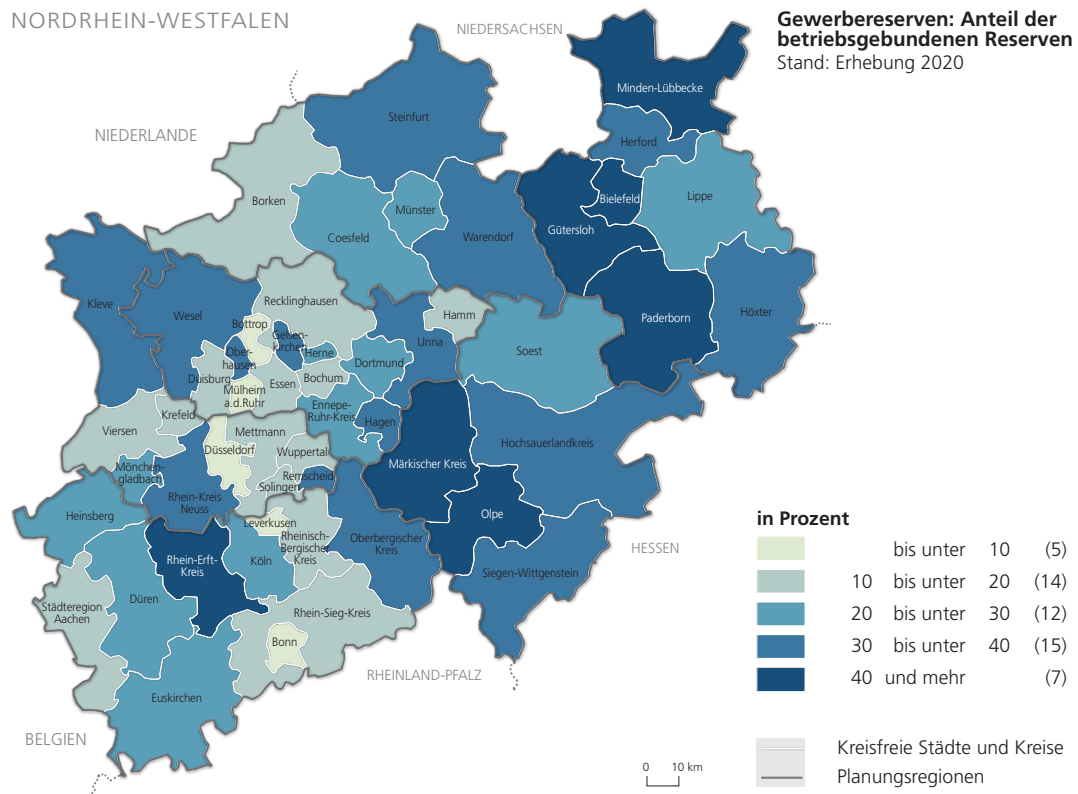 NORDRHEIN-WESTFALEN
Gewerbereserven: Anteil der
betriebsgebundenen Reserven
Stand: Erhebung 2020
NIEDERSACHSEN
NIEDERLANDE
Minden-Lübbecke
Steinfurt
Herford
Borken
Münster
Bielefeld
Lippe
Coesfeld
Warendorf
Gütersloh
Kleve
Wesel
Recklinghausen
Hamm
Paderborn
Höxter
Bottrop
Gelsen-
kirchen
Herne
Unna
Soest
Ober-
hausen
Dortmund
Duisburg
Essen
Bochum
Mülheim
a.d.Ruhr
Ennepe-
Ruhr-Kreis
Hagen
Krefeld
Viersen
Mettmann
Düsseldorf
Wuppertal
Hochsauerlandkreis
Märkischer Kreis
Mönchen-
gladbach
Remscheid
Solingen
Rhein-Kreis
Neuss
Heinsberg
Leverkusen
Olpe
Rheinisch-
Bergischer
Kreis
Oberbergischer
Kreis
Rhein-Erft-
Kreis
Köln
Siegen-Wittgenstein
HESSEN
Düren
Städteregion
Aachen
Rhein-Sieg-Kreis
Bonn
RHEINLAND-PFALZ
Euskirchen
BELGIEN
in Prozent
bis unter 10 (5)
10 bis unter 20 (14)
20 bis unter 30 (12)
30 bis unter 40 (15)
40 und mehr (7)
Kreisfreie Städte und Kreise
Planungsregionen
0 10 km